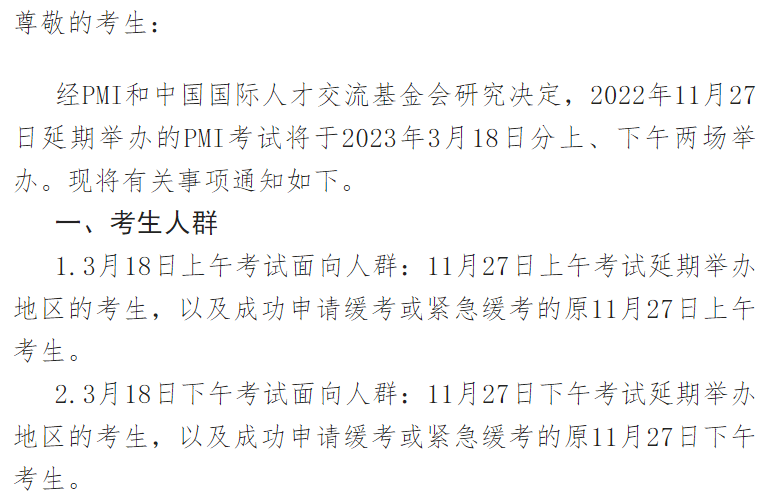 尊敬的考生：
经PMI和中国国际人才交流基金会研究决定，2022年11月27
日延期举办的PMI考试将于2023年3月18日分上、下午两场举
办。现将有关事项通知如下。
一、考生人群
1.3月18日上午考试面向人群：11月27日上午考试延期举办
地区的考生，以及成功申请缓考或紧急缓考的原11月27日上午
考生。
2.3月18日下午考试面向人群：11月27日下午考试延期举办
地区的考生，以及成功申请缓考或紧急缓考的原11月27日下午
考生。